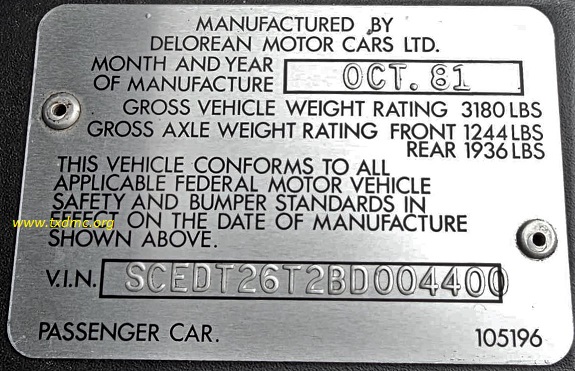 MANUFACTURED BY
DELOREAN MOTOR CARS LTD.
MONTH AND YEAR
OF MANUFACTURE OCT. 81
GROSS VEHICLE WEIGHT RATING 3180 LBS
GROSS AXLE WEIGHT RATING FRONT 1244 LBS
REAR 1936 LBS
THIS VEHICLE CONFORMS TO ALL
APPLICABLE FEDERAL MOTOR VEHICLE
SAFETY AND BUMPER STANDARDS IN
www.txdmc.org
EFFECT ON THE DATE OF MANUFACTURE
SHOWN ABOVE.
V.I.N. SCEDT26T2BD004400
PASSENGER CAR. 105196